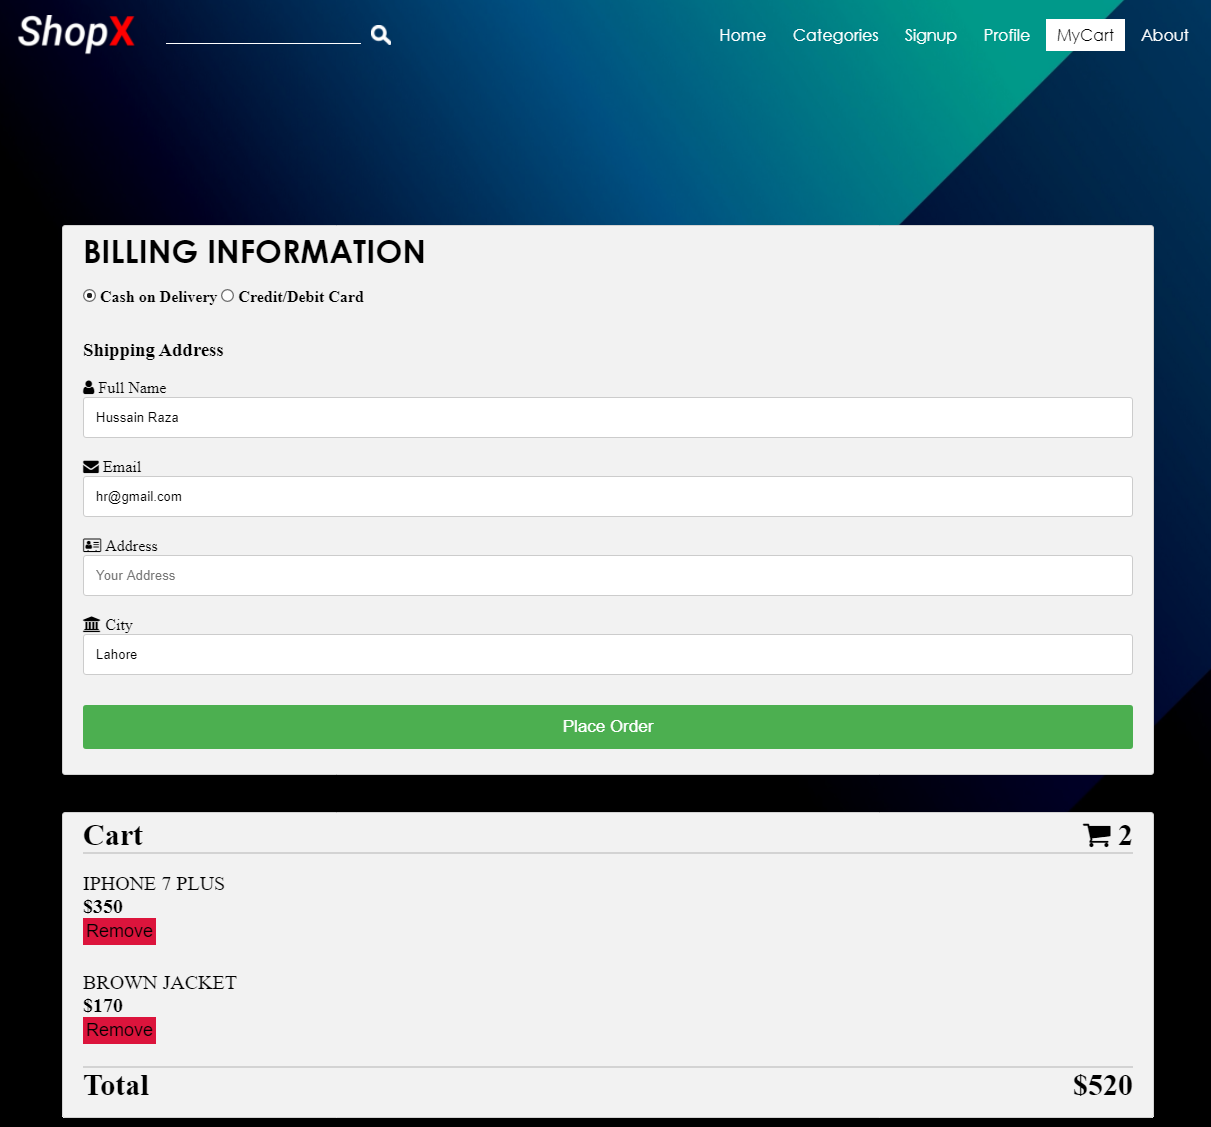 ShopX Home Categories Signup Profile MyCart About
BILLING INFORMATION
Cash on Delivery Credit/Debit Card
Shipping Address
Full Name
Hussain Raza
Email
hr@gmail.com
Address
Your Address
City
Lahore
Place Order
Cart 2
IPHONE 7 PLUS
$350
Remove
BROWN JACKET
$170
Remove
Total $520